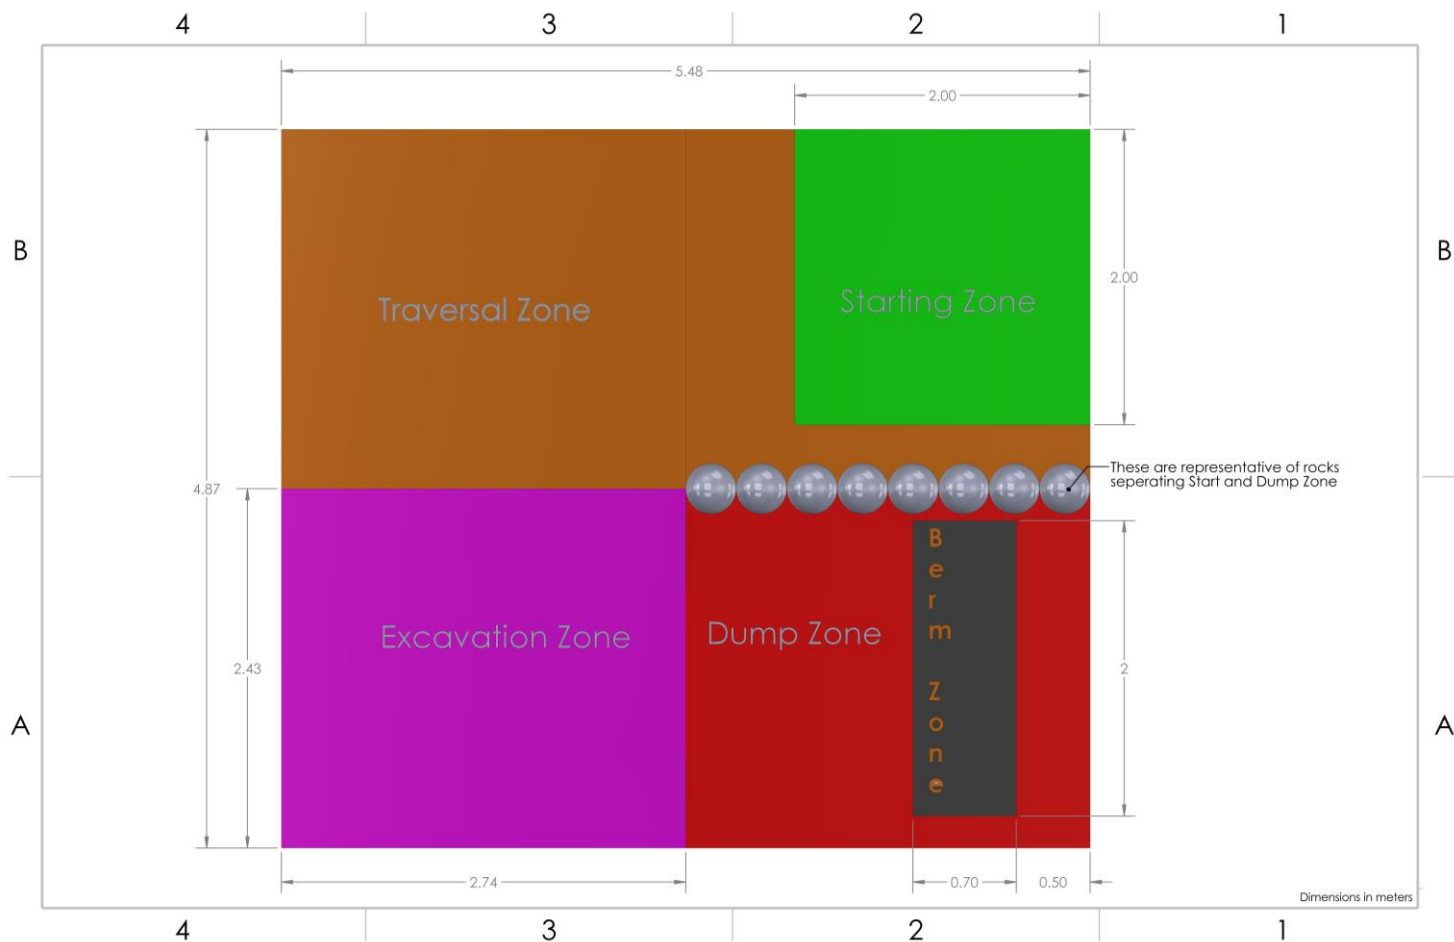 4 3 2 1
5.48
2.00
B B
2.00
Traversal Zone
Starting Zone
These are representative of rocks
seperating Start and Dump Zone
4.87
Berm Zone
Excavation Zone
Dump Zone
2.43
2
A A
2.74
0.70
0.50
Dimensions in meters
4 3 2 1